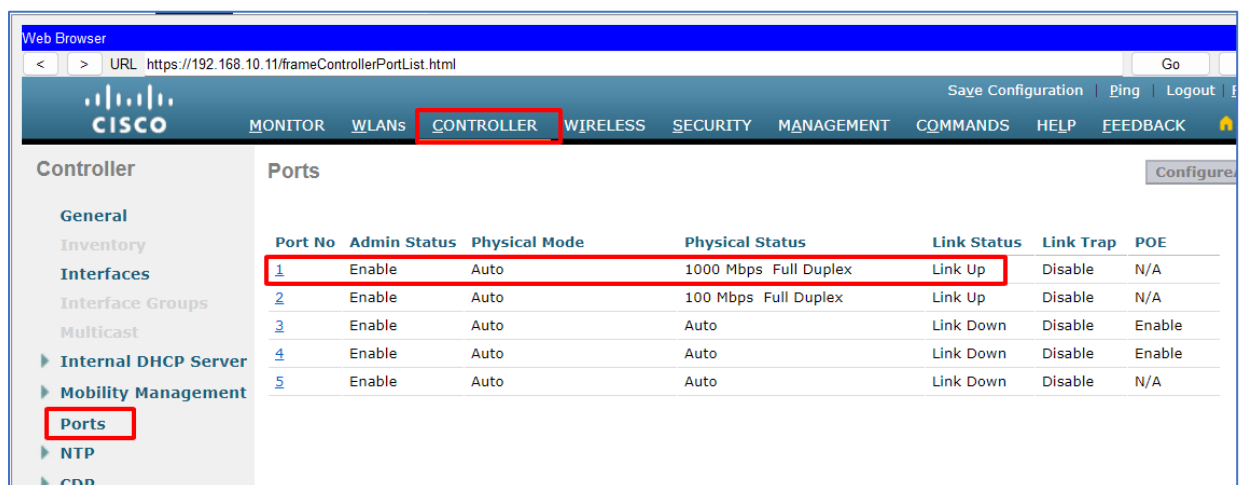 Web Browser
< > URL https://192.168.10.11/frameControllerPortList.html Go
Save Configuration | Ping | Logout |
CISCO MONITOR WLANs CONTROLLER WIRELESS SECURITY MANAGEMENT COMMANDS HELP FEEDBACK
Controller
General
Inventory
Interfaces
Interface Groups
Multicast
Internal DHCP Server
Mobility Management
Ports
NTP
CDP
Ports
Port No Admin Status Physical Mode Physical Status Link Status Link Trap POE
1 Enable Auto 1000 Mbps Full Duplex Link Up Disable N/A
2 Enable Auto 100 Mbps Full Duplex Link Up Disable N/A
3 Enable Auto Auto Link Down Disable Enable
4 Enable Auto Auto Link Down Disable Enable
5 Enable Auto Auto Link Down Disable N/A